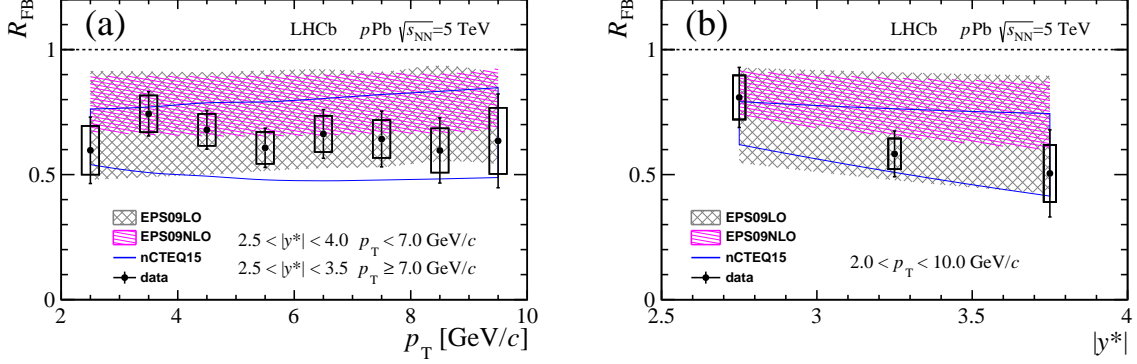 R_FB
(a)
LHCb pPb √s_NN=5 TeV
1
0.5
0
EPS09LO
EPS09NLO
nCTEQ15
data
2.5 < |y*| < 4.0 p_T < 7.0 GeV/c
2.5 < |y*| < 3.5 p_T ≥ 7.0 GeV/c
2 4 6 8 10
p_T [GeV/c]
R_FB
(b)
LHCb pPb √s_NN=5 TeV
1
0.5
0
EPS09LO
EPS09NLO
nCTEQ15
data
2.0 < p_T < 10.0 GeV/c
2.5 3 3.5 4
|y*|